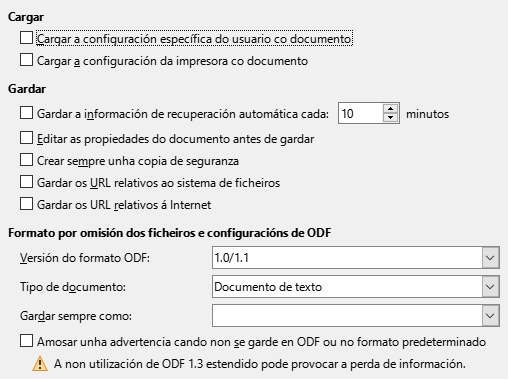 Cargar
Cargar a configuración específica do usuario co documento
Cargar a configuración da impresora co documento
Gardar
Gardar a información de recuperación automática cada: 10 minutos
Editar as propiedades do documento antes de gardar
Crear sempre unha copia de seguranza
Gardar os URL relativos ao sistema de ficheiros
Gardar os URL relativos á Internet
Formato por omisión dos ficheiros e configuracións de ODF
Versión do formato ODF: 1.0/1.1
Tipo de documento: Documento de texto
Gardar sempre como:
Amosar unha advertencia cando non se garde en ODF ou no formato predeterminado
A non utilización de ODF 1.3 estendido pode provocar a perda de información.